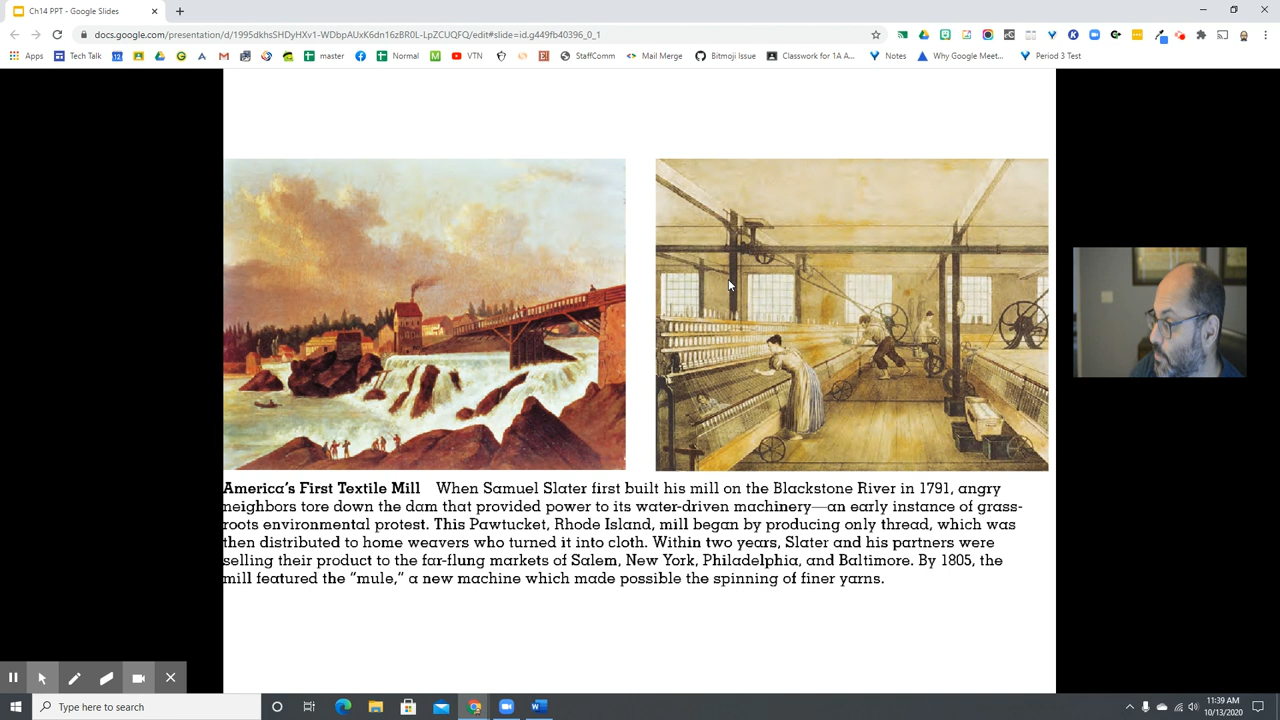 Ch14 PPT - Google Slides
docs.google.com/presentation/d/1995dkhsSHDyHXv1-WDbpAUxK6dn16zbR0L-LpZCUQFQ/edit#slide=id.g449fb40396_0_1
Apps Tech Talk master Normal VTN StaffComm Mail Merge Bitmoji Issue Classwork for 1A A... Notes Why Google Meet... Period 3 Test
America's First Textile Mill When Samuel Slater first built his mill on the Blackstone River in 1791, angry
neighbors tore down the dam that provided power to its water-driven machinery—an early instance of grass-
roots environmental protest. This Pawtucket, Rhode Island, mill began by producing only thread, which was
then distributed to home weavers who turned it into cloth. Within two years, Slater and his partners were
selling their product to the far-flung markets of Salem, New York, Philadelphia, and Baltimore. By 1805, the
mill featured the "mule," a new machine which made possible the spinning of finer yarns.
Type here to search
11:39 AM
10/13/2020